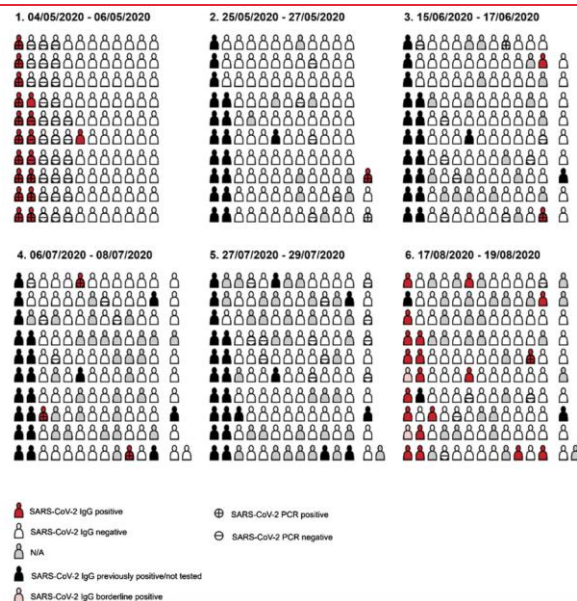 1. 04/05/2020 - 06/05/2020
2. 25/05/2020 - 27/05/2020
3. 15/06/2020 - 17/06/2020
4. 06/07/2020 - 08/07/2020
5. 27/07/2020 - 29/07/2020
6. 17/08/2020 - 19/08/2020
SARS-CoV-2 IgG positive
SARS-CoV-2 PCR positive
SARS-CoV-2 IgG negative
SARS-CoV-2 PCR negative
N/A
SARS-CoV-2 IgG previously positive/not tested
SARS-CoV-2 IgG borderline positive